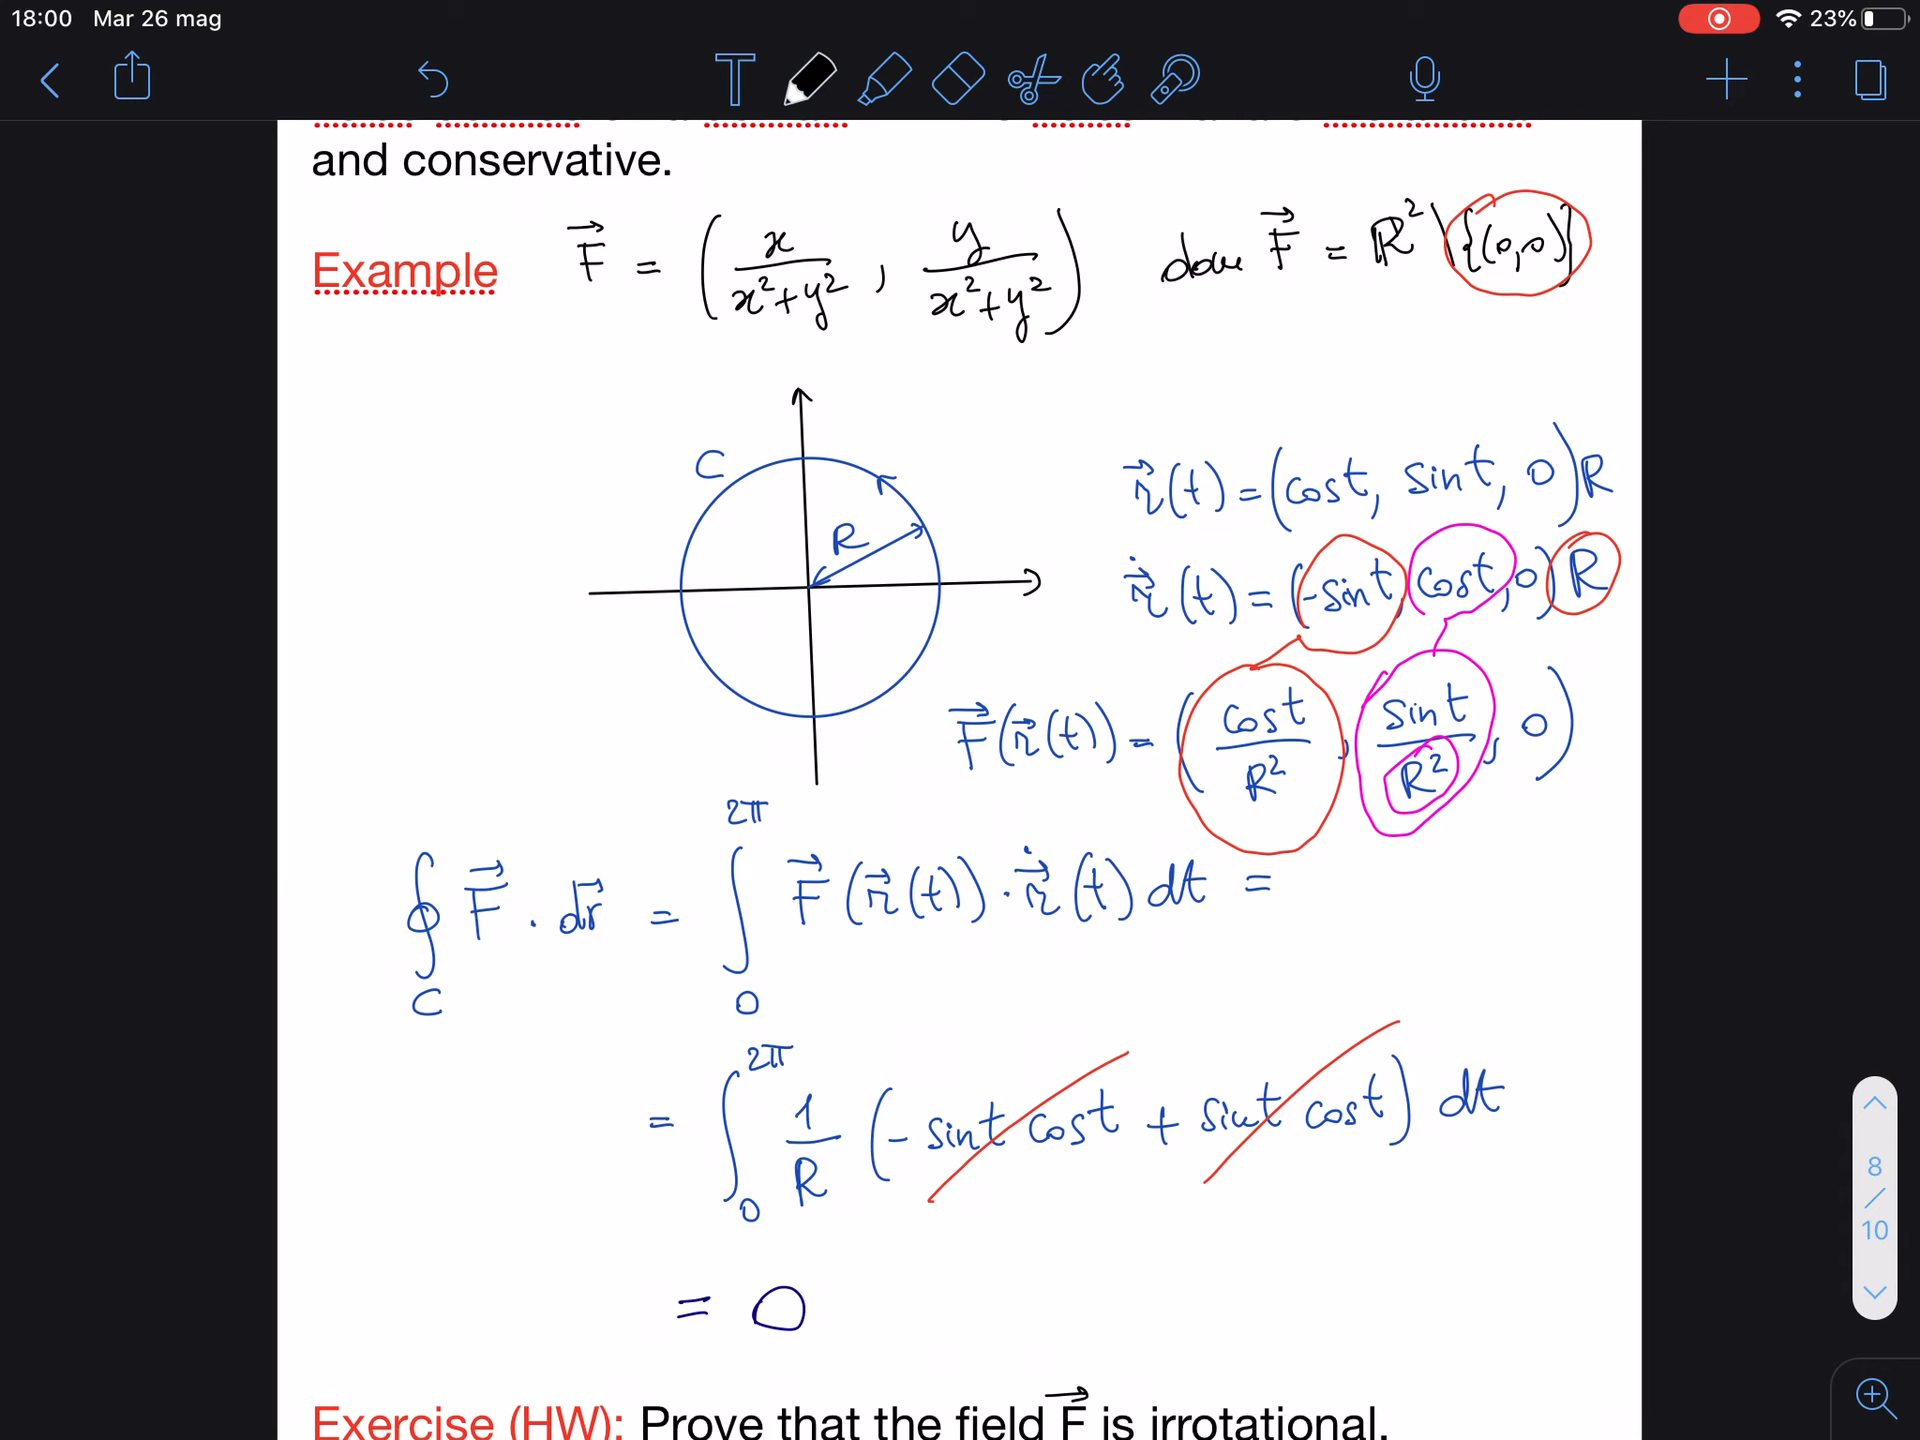 18:00 Mar 26 mag 23%
and conservative.
Example F⃗ = (x/(x²+y²), y/(x²+y²)) dom F⃗ = ℝ² \ {(0,0)}
C
R
r⃗(t) = (cost, sint, 0)R
ṙ⃗(t) = (-sint, cost, 0) R
F⃗(r⃗(t)) = (cost/R², sint/R², 0)
∮_C F⃗ · dr⃗ = ∫₀^2π F⃗(r⃗(t)) · ṙ⃗(t) dt =
= ∫₀^2π 1/R (- sint cost + sint cost) dt
= 0
Exercise (HW): Prove that the field F⃗ is irrotational.
8
/
10